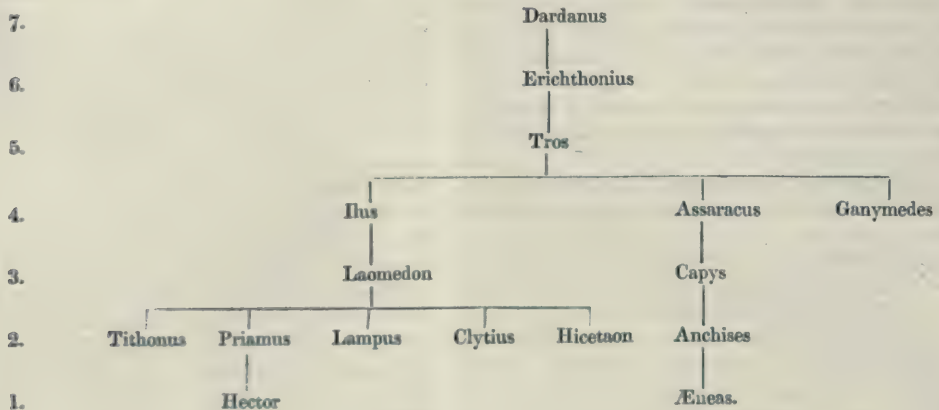 7. Dardanus
6. Erichthonius
5. Tros
4. Ilus Assaracus Ganymedes
3. Laomedon Capys
2. Tithonus Priamus Lampus Clytius Hicetaon Anchises
1. Hector Æneas.